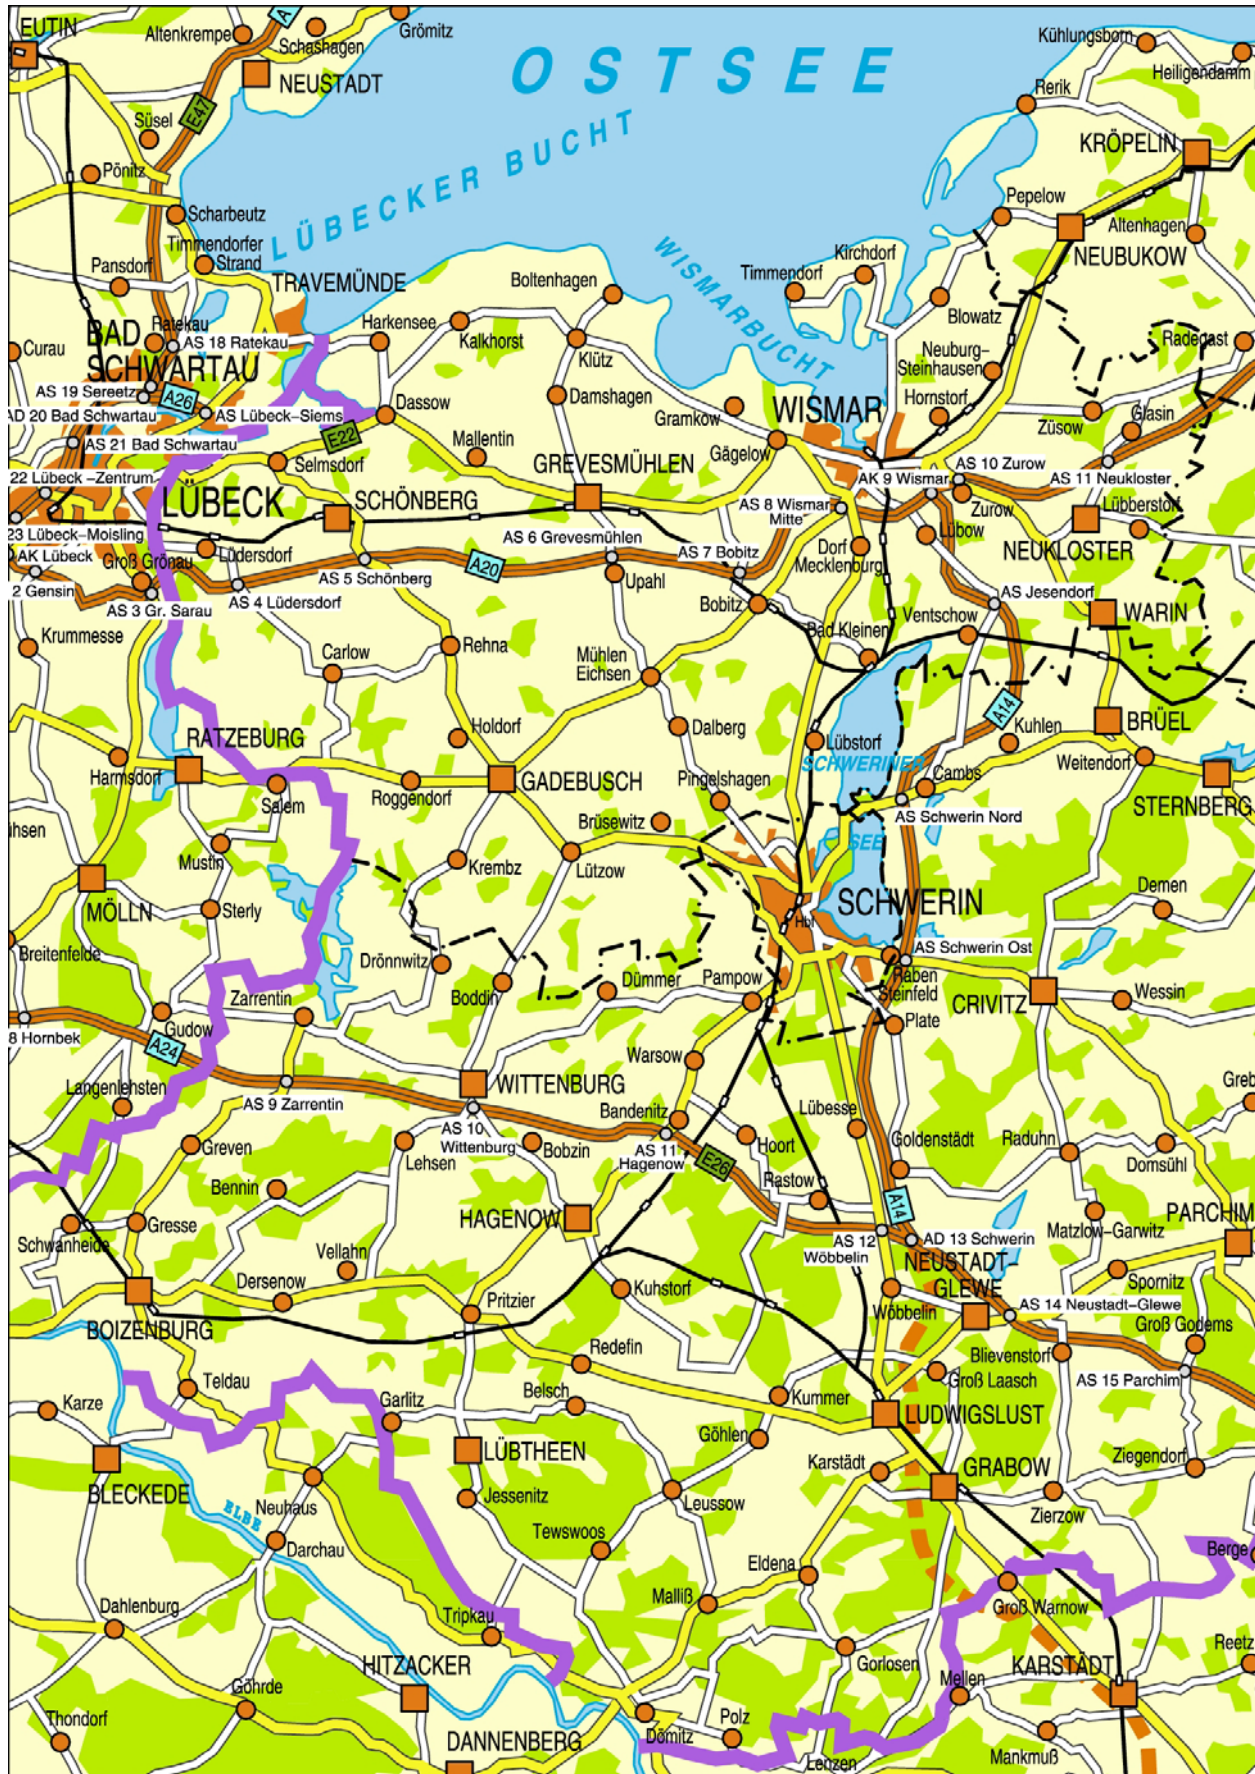 EUTIN
Altenkrempe
A
Schashagen
Grömitz
NEUSTADT
OSTSEE
Kühlungsborn
Heiligendamm
Rerik
E47
Süsel
LÜBECKER BUCHT
KRÖPELIN
Pönitz
Pepelow
Scharbeutz
Altenhagen
Timmendorfer
Strand
WISMARBUCHT
Kirchdorf
NEUBUKOW
Pansdorf
TRAVEMÜNDE
Boltenhagen
Timmendorf
Blowatz
BAD
SCHWARTAU
Ratekau
AS 18 Ratekau
Harkensee
Kalkhorst
Klütz
Neuburg-
Steinhausen
Radegast
Curau
AS 19 Sereetz
A26
AS Lübeck–Siems
Dassow
Damshagen
Gramkow
WISMAR
Hornstorf
Glasin
AD 20 Bad Schwartau
AS 21 Bad Schwartau
E22
Mallentin
Gägelow
Züsow
22 Lübeck –Zentrum
Selmsdorf
GREVESMÜHLEN
AS 10 Zurow
AK 9 Wismar
AS 11 Neukloster
LÜBECK
SCHÖNBERG
AS 8 Wismar
Mitte
Zurow
Lübberstorf
23 Lübeck–Moisling
AS 6 Grevesmühlen
Lübow
NEUKLOSTER
AK Lübeck
Groß Grönau
Lüdersdorf
AS 7 Bobitz
Dorf
Mecklenburg
A20
AS 5 Schönberg
Upahl
2 Gensin
AS 3 Gr. Sarau
AS 4 Lüdersdorf
AS Jesendorf
Bobitz
Ventschow
WARIN
Krummesse
Bad Kleinen
Carlow
Rehna
Mühlen
Eichsen
A14
Holdorf
Dalberg
Kuhlen
BRÜEL
RATZEBURG
Lübstorf
Harmsdorf
SCHWERINER
SEE
Weitendorf
Salem
Roggendorf
GADEBUSCH
Pingelshagen
Cambs
STERNBERG
AS Schwerin Nord
Brüsewitz
Mustin
Krembz
Lützow
MÖLLN
Sterly
SCHWERIN
Hbf
Demen
Breitenfelde
Drönnwitz
AS Schwerin Ost
Raben
Steinfeld
Zarrentin
Boddin
Dümmer
Pampow
CRIVITZ
Wessin
Gudow
Plate
8 Hornbek
A24
Warsow
Langenlehsten
WITTENBURG
AS 9 Zarrentin
Bandenitz
Lübesse
AS 10
Wittenburg
AS 11
Hagenow
Hoort
Goldenstädt
Raduhn
Greven
Lehsen
Bobzin
E26
Domsühl
Bennin
Rastow
A14
HAGENOW
Matzlow-Garwitz
PARCHIM
Gresse
Schwanheide
AS 12
Wöbbelin
AD 13 Schwerin
Vellahn
NEUSTADT-
GLEWE
Spornitz
Dersenow
Kuhstorf
Wöbbelin
AS 14 Neustadt–Glewe
Pritzier
BOIZENBURG
Groß Godems
Redefin
Blievenstorf
Groß Laasch
AS 15 Parchim
Teldau
Belsch
Kummer
Karze
Garlitz
LUDWIGSLUST
Göhlen
LÜBTHEEN
Karstädt
GRABOW
Ziegendorf
BLECKEDE
Neuhaus
Jessenitz
Leussow
Zierzow
ELBE
Tewswoos
Darchau
Eldena
Berge
Malliß
Dahlenburg
Tripkau
Groß Warnow
HITZACKER
Gorlosen
KARSTÄDT
Göhrde
Mellen
Thondorf
DANNENBERG
Dömitz
Polz
Lenzen
Mankmuß